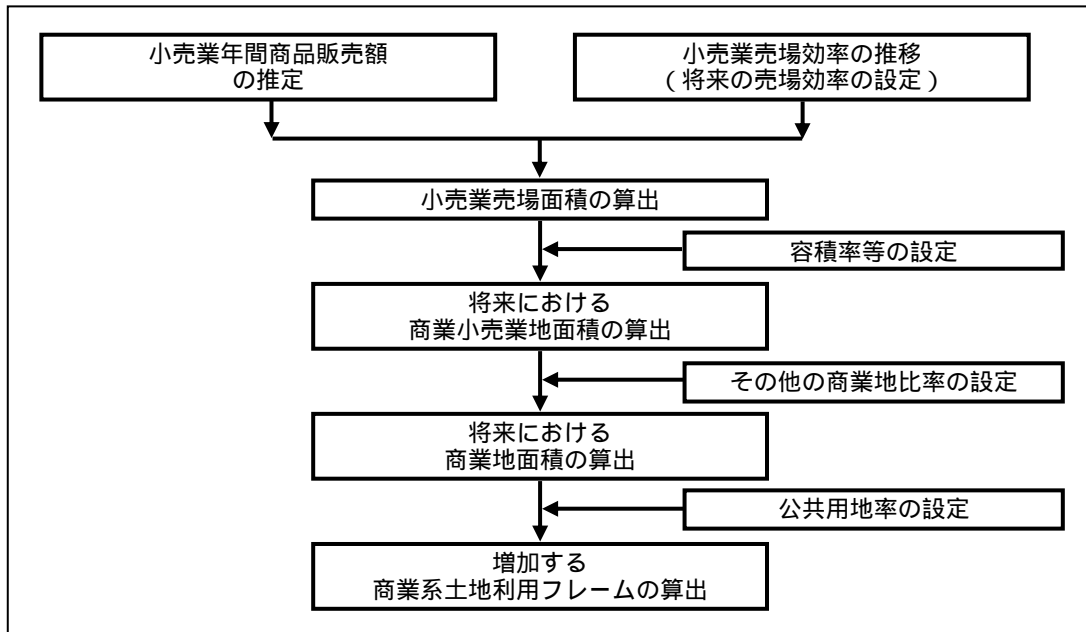 小売業年間商品販売額
の推定
小売業売場効率の推移
(将来の売場効率の設定)
小売業売場面積の算出
容積率等の設定
将来における
商業小売業地面積の算出
その他の商業地比率の設定
将来における
商業地面積の算出
公共用地率の設定
増加する
商業系土地利用フレームの算出